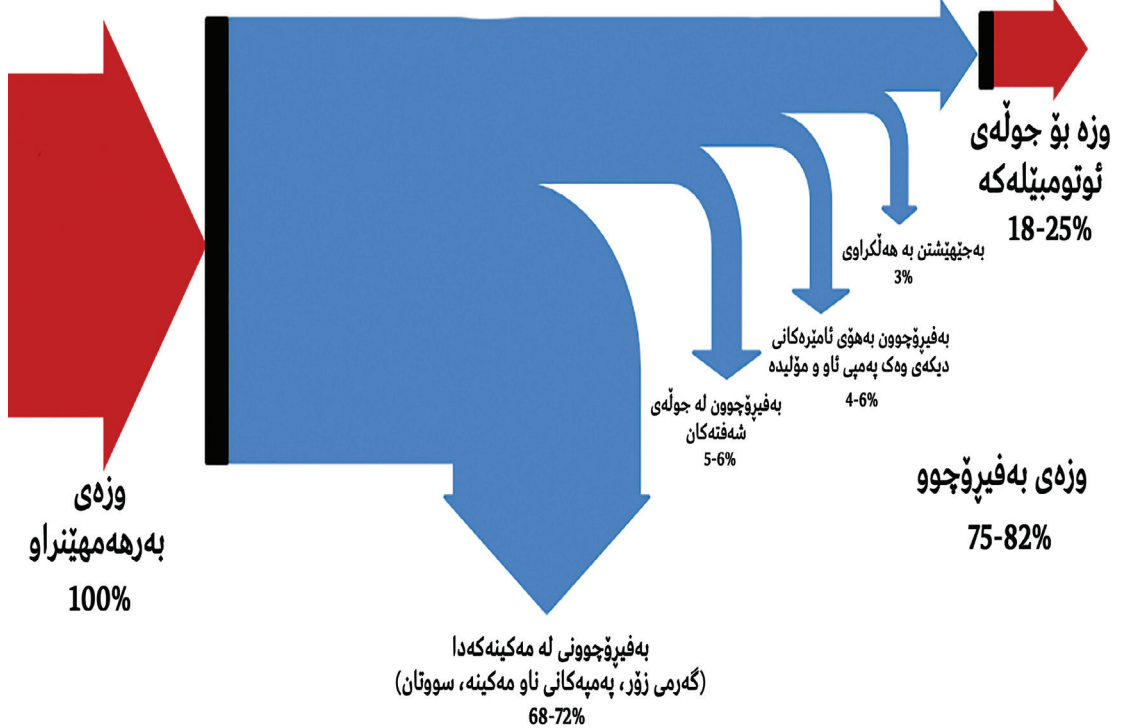 وزە بۆ جوڵەی
ئوتومبێلەکە
18-25%
بەجێهێشتن بە هەڵکراوی
3%
بەفیڕۆچوون بەهۆی ئامێرەکانی
دیکەی وەک پەمپی ئاو و مۆلیدە
4-6%
بەفیڕۆچوون لە جوڵەی
شەفتەکان
5-6%
وزەی بەفیڕۆچوو
75-82%
وزەی
بەرهەمهێنراو
100%
بەفیڕۆچوونی لە مەکینەکەدا
(گەرمی زۆر، پەمپەکانی ناو مەکینە، سووتان)
68-72%